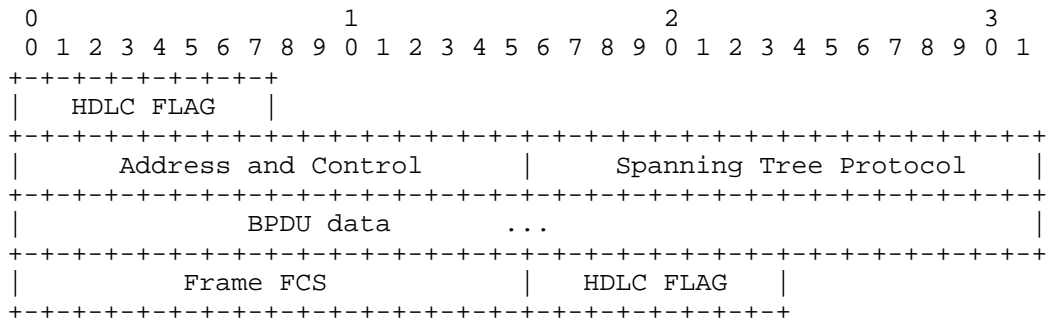 0                   1                   2                   3
 0 1 2 3 4 5 6 7 8 9 0 1 2 3 4 5 6 7 8 9 0 1 2 3 4 5 6 7 8 9 0 1
+-+-+-+-+-+-+-+-+
|   HDLC FLAG   |
+-+-+-+-+-+-+-+-+-+-+-+-+-+-+-+-+-+-+-+-+-+-+-+-+-+-+-+-+-+-+-+-+
|      Address and Control      |     Spanning Tree Protocol    |
+-+-+-+-+-+-+-+-+-+-+-+-+-+-+-+-+-+-+-+-+-+-+-+-+-+-+-+-+-+-+-+-+
|              BPDU data       ...                              |
+-+-+-+-+-+-+-+-+-+-+-+-+-+-+-+-+-+-+-+-+-+-+-+-+-+-+-+-+-+-+-+-+
|          Frame FCS            |   HDLC FLAG   |
+-+-+-+-+-+-+-+-+-+-+-+-+-+-+-+-+-+-+-+-+-+-+-+-+